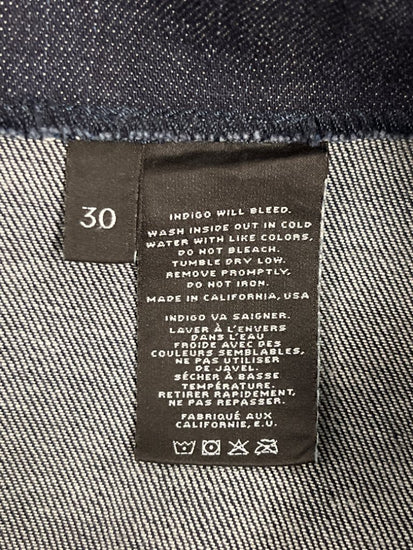 30
INDIGO WILL BLEED.
WASH INSIDE OUT IN COLD
WATER WITH LIKE COLORS,
DO NOT BLEACH.
TUMBLE DRY LOW.
REMOVE PROMPTLY,
DO NOT IRON.
MADE IN CALIFORNIA, USA
INDIGO VA SAIGNER.
LAVER À L'ENVERS
DANS L'EAU
FROIDE AVEC DES
COULEURS SEMBLABLES,
NE PAS UTILISER
DE JAVEL.
SÉCHER À BASSE
TEMPÉRATURE.
RETIRER RAPIDEMENT,
NE PAS REPASSER.
FABRIQUÉ AUX
CALIFORNIE, E.U.